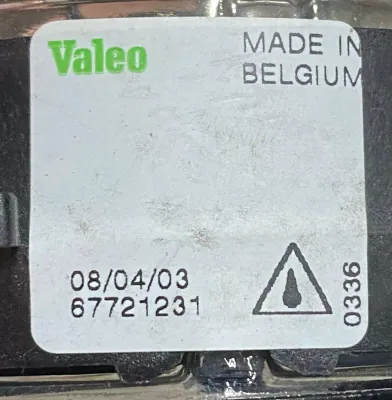 Valeo
MADE IN
BELGIUM
08/04/03
67721231
0336